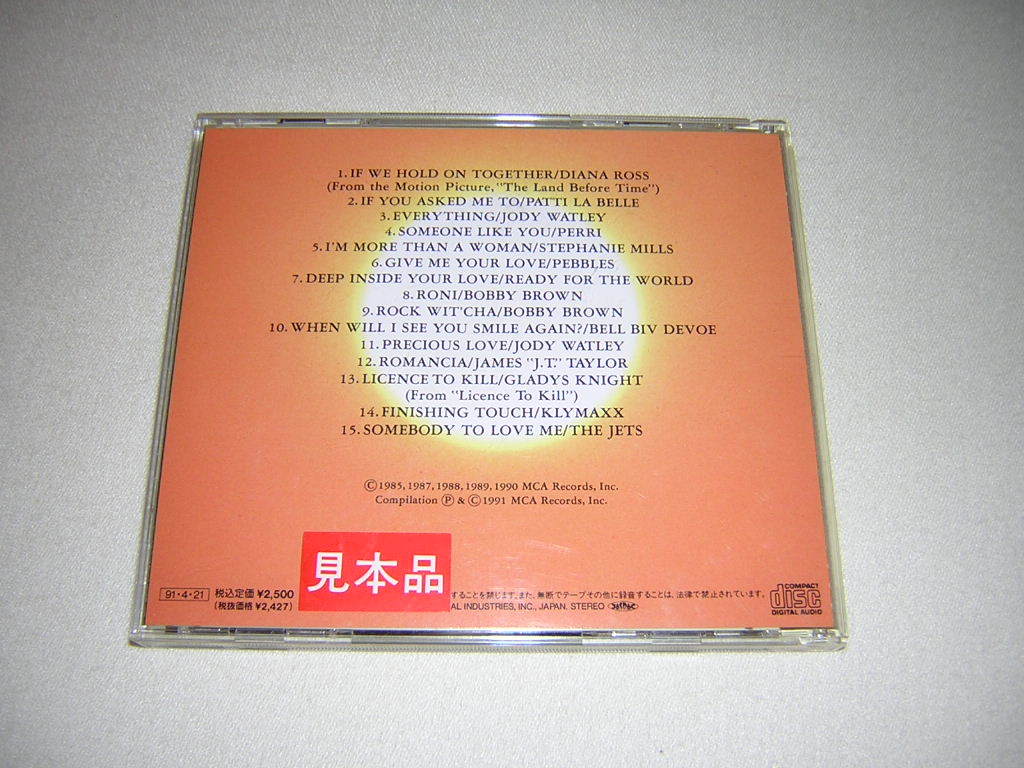 1. IF WE HOLD ON TOGETHER/DIANA ROSS
(From the Motion Picture, "The Land Before Time")
2. IF YOU ASKED ME TO/PATTI LA BELLE
3. EVERYTHING/JODY WATLEY
4. SOMEONE LIKE YOU/PERRI
5. I'M MORE THAN A WOMAN/STEPHANIE MILLS
6. GIVE ME YOUR LOVE/PEBBLES
7. DEEP INSIDE YOUR LOVE/READY FOR THE WORLD
8. RONI/BOBBY BROWN
9. ROCK WIT'CHA/BOBBY BROWN
10. WHEN WILL I SEE YOU SMILE AGAIN?/BELL BIV DEVOE
11. PRECIOUS LOVE/JODY WATLEY
12. ROMANCIA/JAMES "J.T." TAYLOR
13. LICENCE TO KILL/GLADYS KNIGHT
(From "Licence To Kill")
14. FINISHING TOUCH/KLYMAXX
15. SOMEBODY TO LOVE ME/THE JETS
Ⓒ1985, 1987, 1988, 1989, 1990 MCA Records, Inc.
Compilation Ⓟ & Ⓒ 1991 MCA Records, Inc.
見本品
91・4・21 税込定価¥2,500
(税抜価格¥2,427)
することを禁じます。また、無断でテープその他に録音することは、法律で禁止されています。
AL INDUSTRIES, INC., JAPAN. STEREO
COMPACT
disc
DIGITAL AUDIO